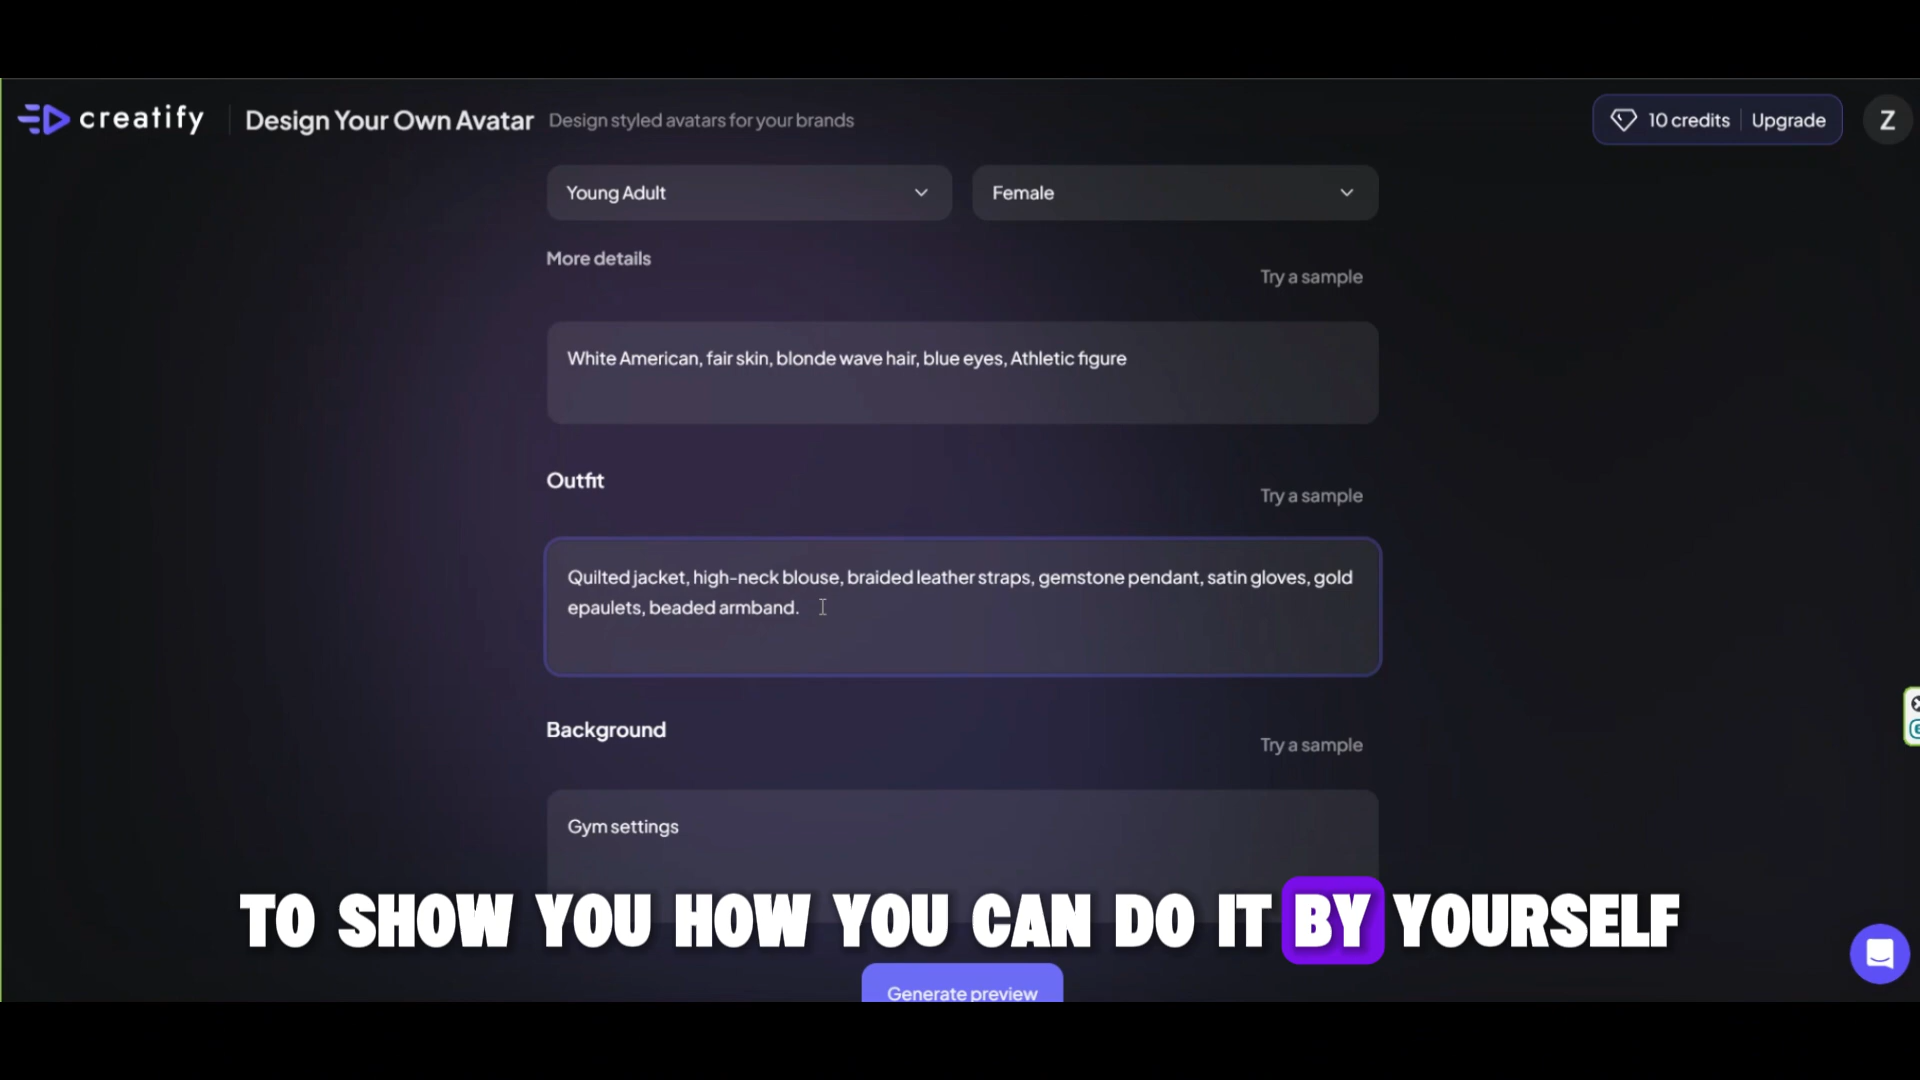 creatify
Design Your Own Avatar
Design styled avatars for your brands
10 credits
Upgrade
Z
Young Adult
Female
More details
Try a sample
White American, fair skin, blonde wave hair, blue eyes, Athletic figure
Outfit
Try a sample
Quilted jacket, high-neck blouse, braided leather straps, gemstone pendant, satin gloves, gold
epaulets, beaded armband.
Background
Try a sample
Gym settings
TO SHOW YOU HOW YOU CAN DO IT BY YOURSELF
Generate preview